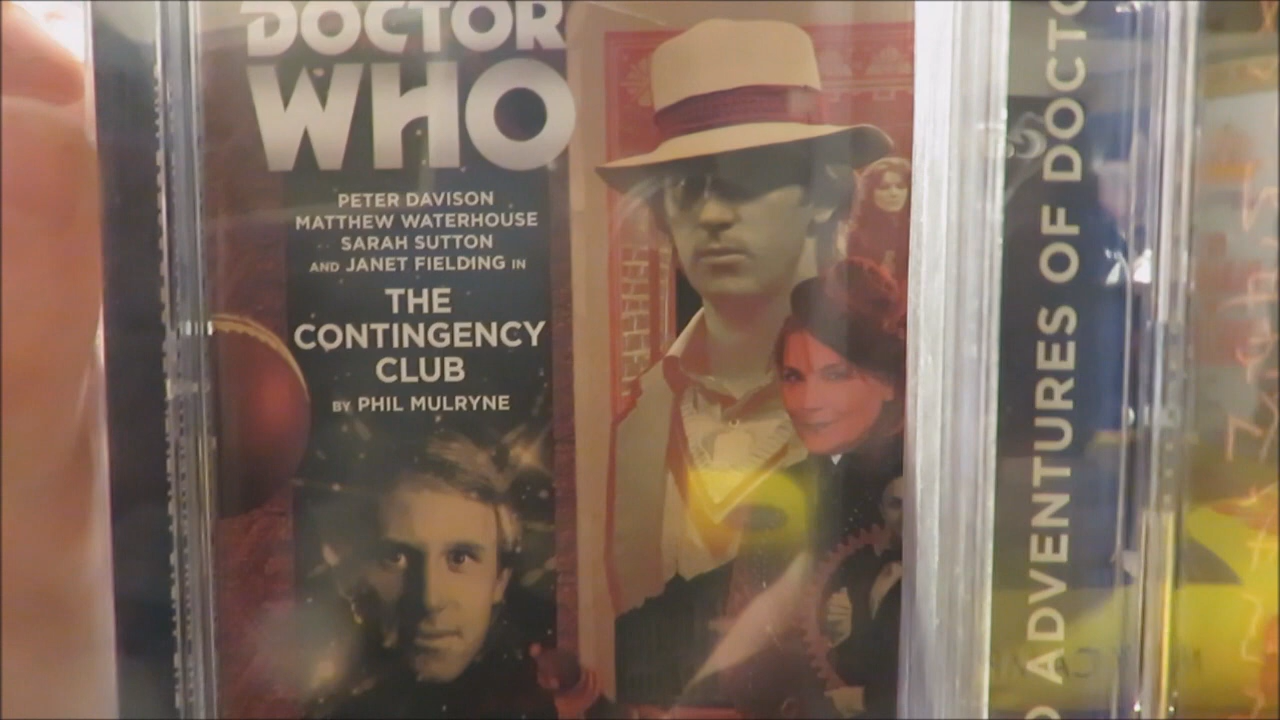 DOCTOR
WHO
PETER DAVISON
MATTHEW WATERHOUSE
SARAH SUTTON
AND JANET FIELDING IN
THE
CONTINGENCY
CLUB
BY PHIL MULRYNE
ADVENTURES OF DOCTO